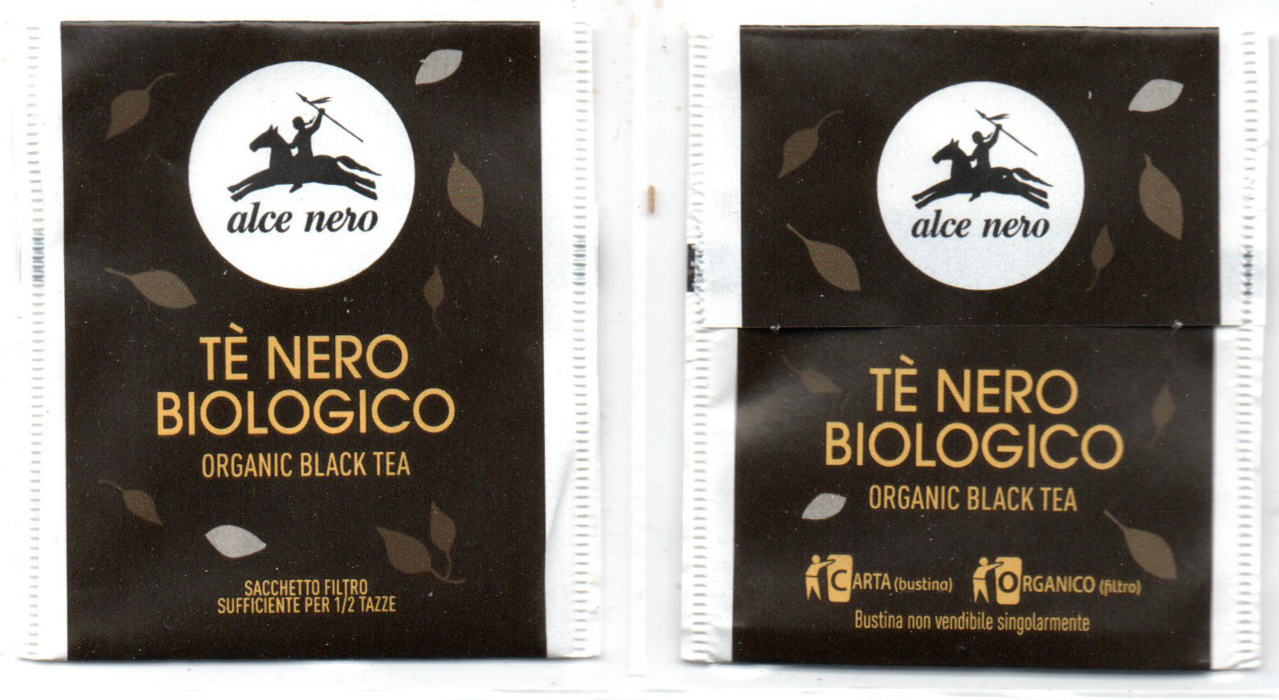 alce nero
TÈ NERO
BIOLOGICO
ORGANIC BLACK TEA
SACCHETTO FILTRO
SUFFICIENTE PER 1/2 TAZZE
alce nero
TÈ NERO
BIOLOGICO
ORGANIC BLACK TEA
CARTA (bustina) ORGANICO (filtro)
Bustina non vendibile singolarmente